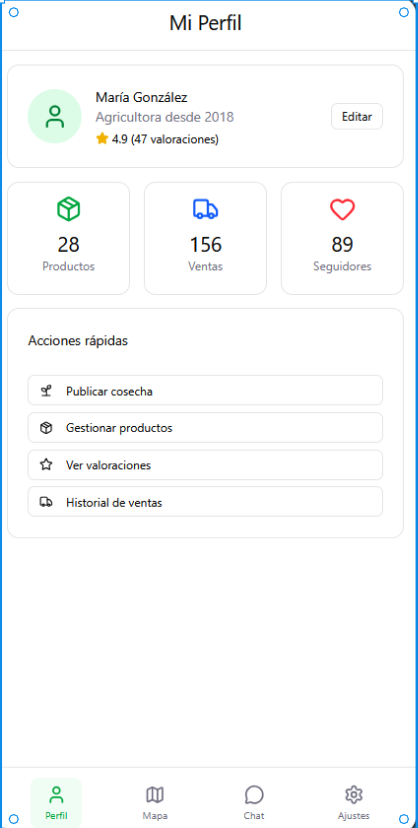 Mi Perfil
María González
Agricultora desde 2018
Editar
4.9 (47 valoraciones)
28
Productos
156
Ventas
89
Seguidores
Acciones rápidas
Publicar cosecha
Gestionar productos
Ver valoraciones
Historial de ventas
Perfil
Mapa
Chat
Ajustes